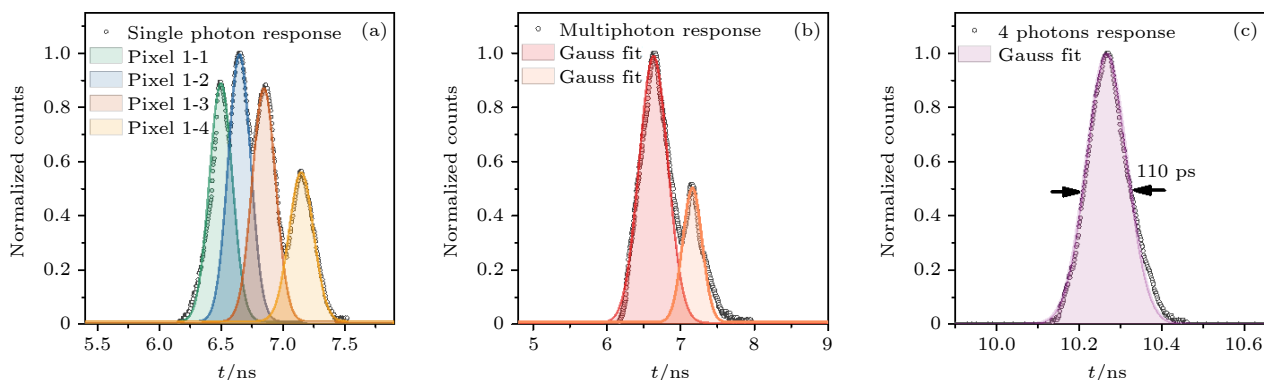 Single photon response (a)
Pixel 1-1
Pixel 1-2
Pixel 1-3
Pixel 1-4
Normalized counts
1.0
0.8
0.6
0.4
0.2
0
5.5 6.0 6.5 7.0 7.5
t/ns
Multiphoton response (b)
Gauss fit
Gauss fit
Normalized counts
1.0
0.8
0.6
0.4
0.2
0
5 6 7 8 9
t/ns
4 photons response (c)
Gauss fit
110 ps
Normalized counts
1.0
0.8
0.6
0.4
0.2
0
10.0 10.2 10.4 10.6
t/ns